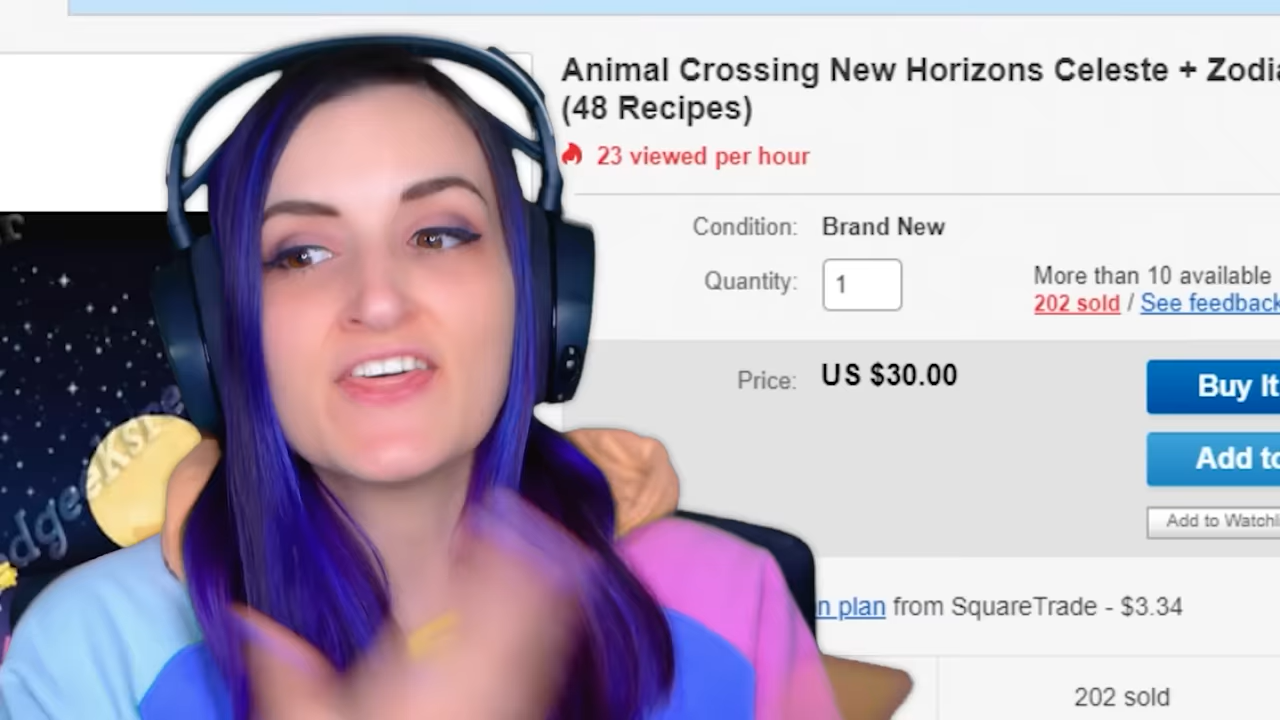 Animal Crossing New Horizons Celeste +
(48 Recipes)
23 viewed per hour
Condition: Brand New
Quantity: 1
More than 10 available
202 sold / See feedback
Price: US $30.00
Buy It
Add to
Add to
n plan from SquareTrade - $3.34
202 sold